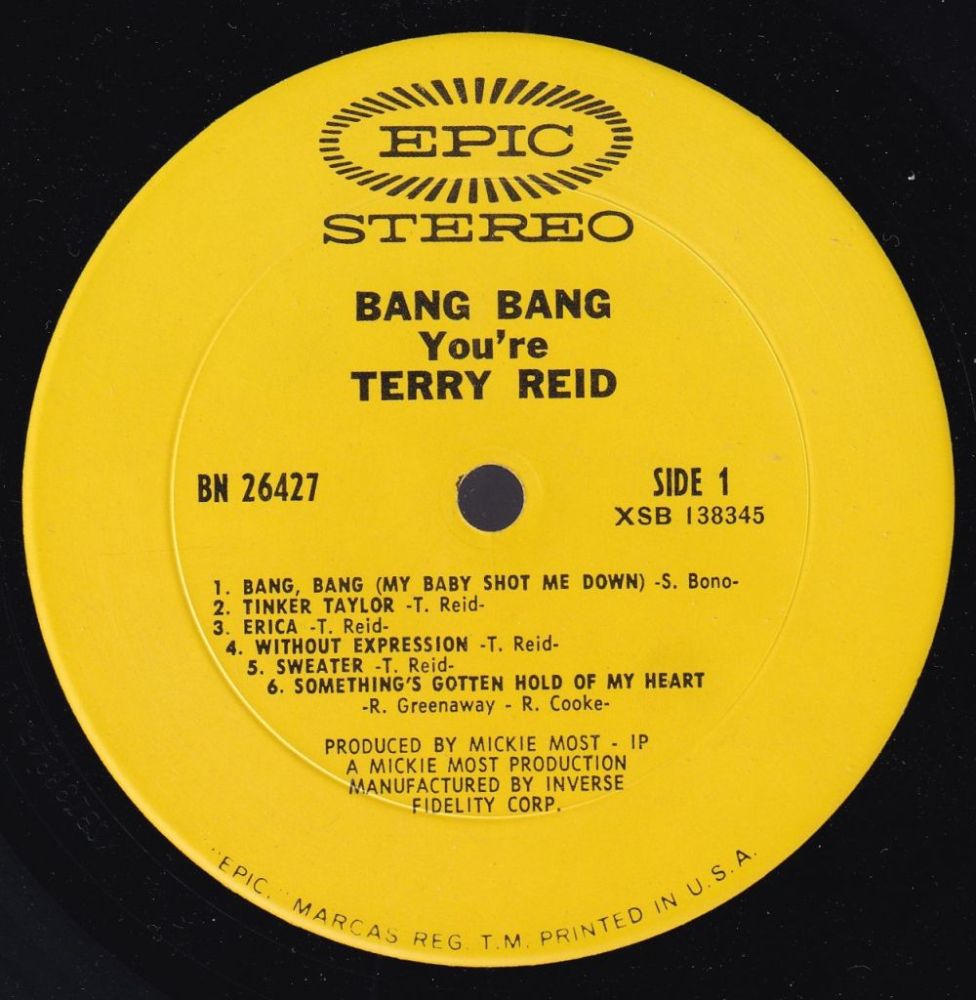 EPIC
STEREO
BANG BANG
You're
TERRY REID
BN 26427
SIDE 1
XSB 138345
1. BANG, BANG (MY BABY SHOT ME DOWN) -S. Bono-
2. TINKER TAYLOR -T. Reid-
3. ERICA -T. Reid-
4. WITHOUT EXPRESSION -T. Reid-
5. SWEATER -T. Reid-
6. SOMETHING'S GOTTEN HOLD OF MY HEART
-R. Greenaway - R. Cooke-
PRODUCED BY MICKIE MOST - IP
A MICKIE MOST PRODUCTION
MANUFACTURED BY INVERSE
FIDELITY CORP.
"EPIC," MARCAS REG. T.M. PRINTED IN U.S.A.